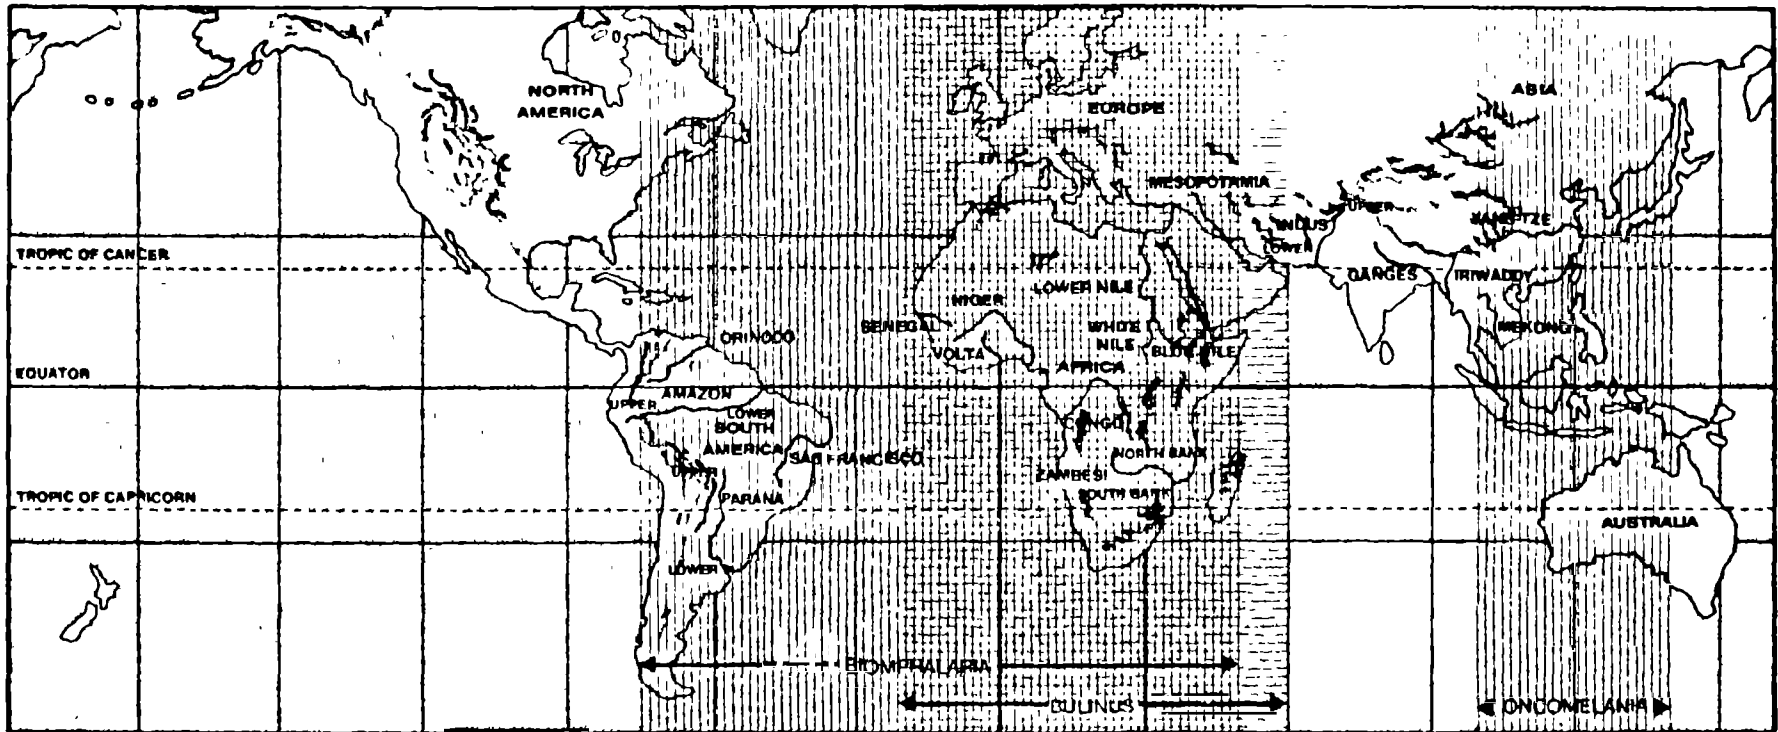 NORTH
AMERICA
ASIA
EUROPE
MESOPOTAMIA
UPPER
INDUS
LOWER
YANGTZE
TROPIC OF CANCER
GANGES
IRIWADDY
LOWER NILE
NIGER
SENEGAL
WHITE
NILE
BLUE NILE
MEKONG
ORINOCO
VOLTA
AFRICA
EQUATOR
AMAZON
UPPER
LOWER
SOUTH
AMERICA
CONGO
SAO FRANCISCO
NORTH BANK
UPPER
ZAMBESI
SOUTH BANK
TROPIC OF CAPRICORN
PARANA
AUSTRALIA
LOWER
BIOMPHALARIA
BULINUS
ONCOMELANIA